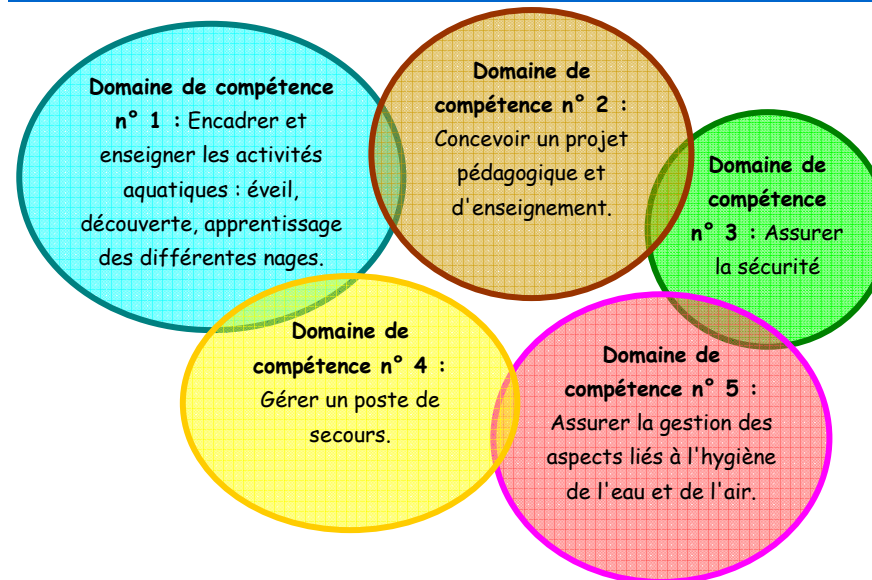 Domaine de compétence
n° 1 : Encadrer et
enseigner les activités
aquatiques : éveil,
découverte, apprentissage
des différentes nages.
Domaine de
compétence n° 2 :
Concevoir un projet
pédagogique et
d'enseignement.
Domaine de
compétence
n° 3 : Assurer
la sécurité
Domaine de
compétence n° 4 :
Gérer un poste de
secours.
Domaine de
compétence n° 5 :
Assurer la gestion des
aspects liés à l'hygiène
de l'eau et de l'air.